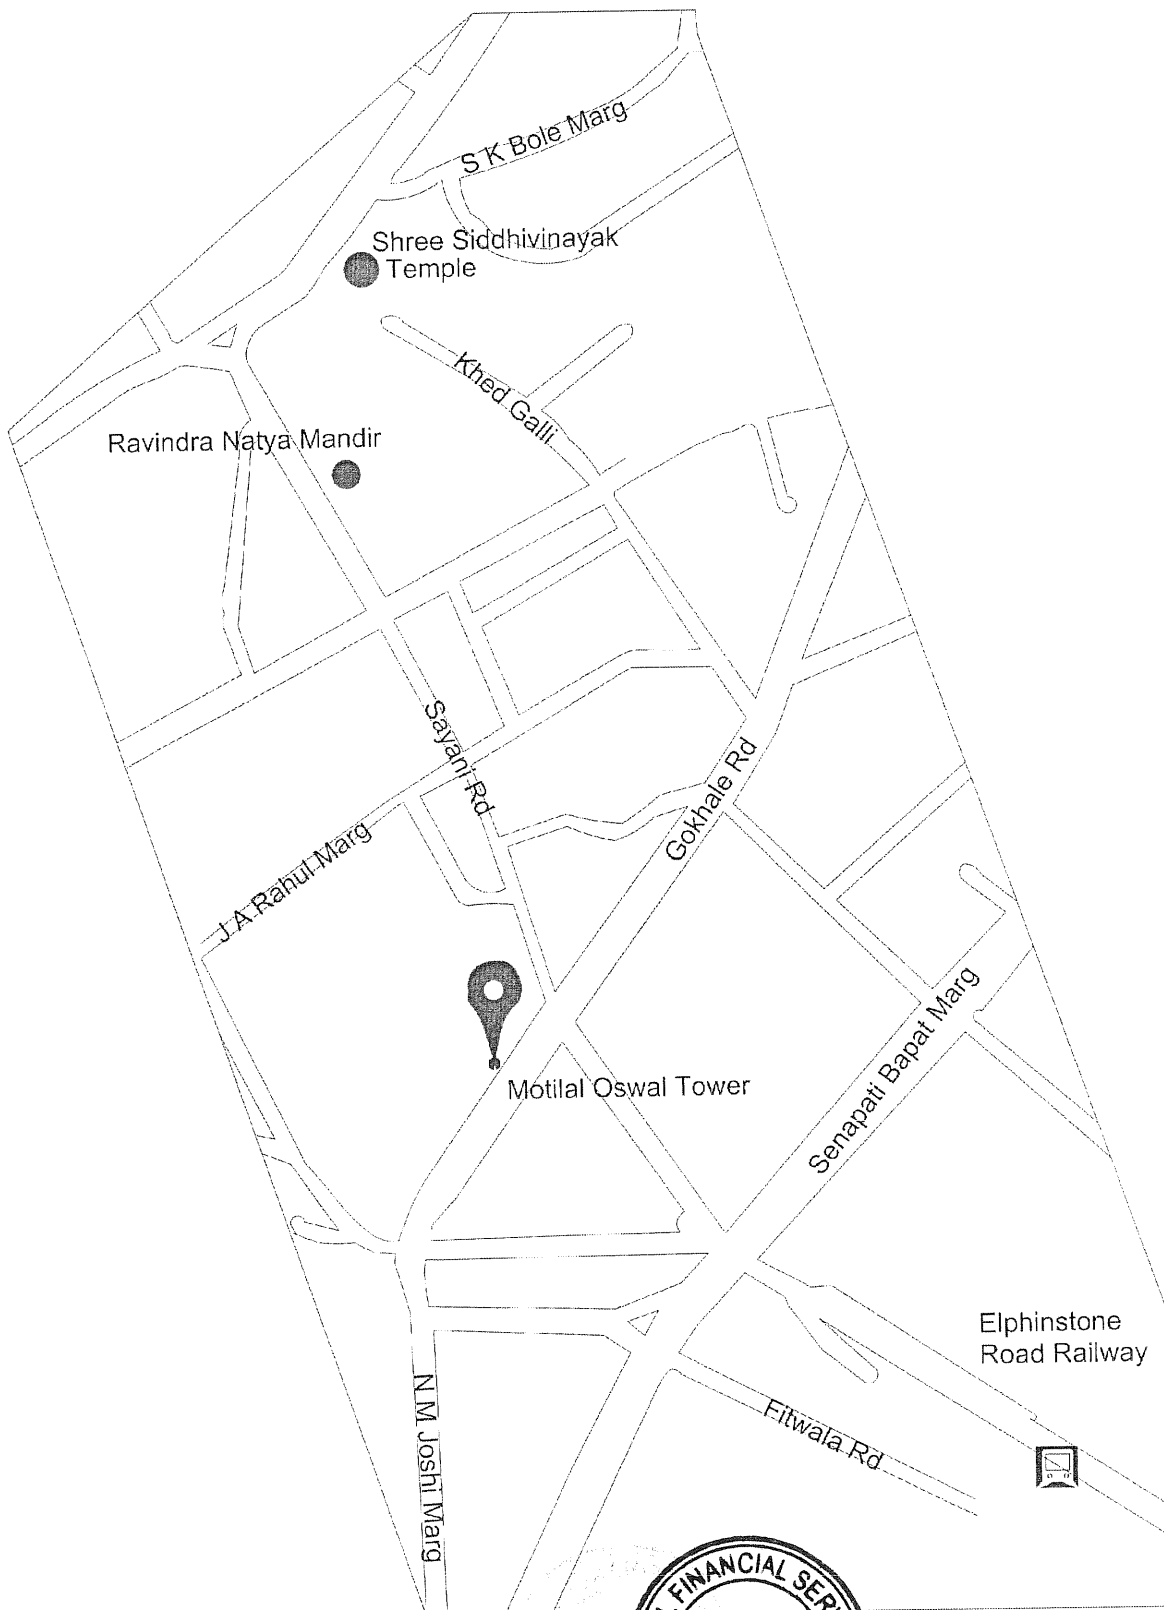 S K Bole Marg
Shree Siddhivinayak
Temple
Khed Galli
Ravindra Natya Mandir
Sayani Rd
Gokhale Rd
J A Rahul Marg
Senapati Bapat Marg
Motilal Oswal Tower
Elphinstone
Road Railway
N M Joshi Marg
Fitwala Rd
FINANCIAL